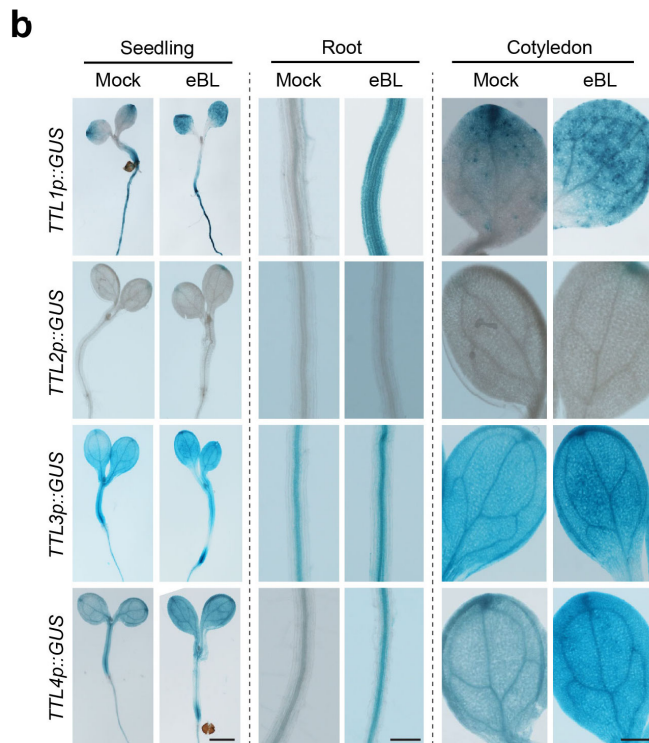 b
Seedling Root Cotyledon
Mock eBL Mock eBL Mock eBL
TTL1p::GUS
TTL2p::GUS
TTL3p::GUS
TTL4p::GUS